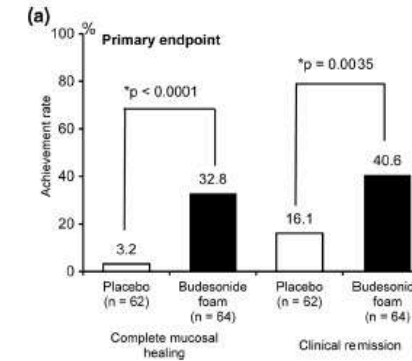 (a)
%
Primary endpoint
100
80
60
40
20
0
Achievement rate
*p < 0.0001
*p = 0.0035
3.2
32.8
16.1
40.6
Placebo
(n = 62)
Budesonide
foam
(n = 64)
Placebo
(n = 62)
foam
(n = 64)
Complete mucosal
healing
Clinical remission